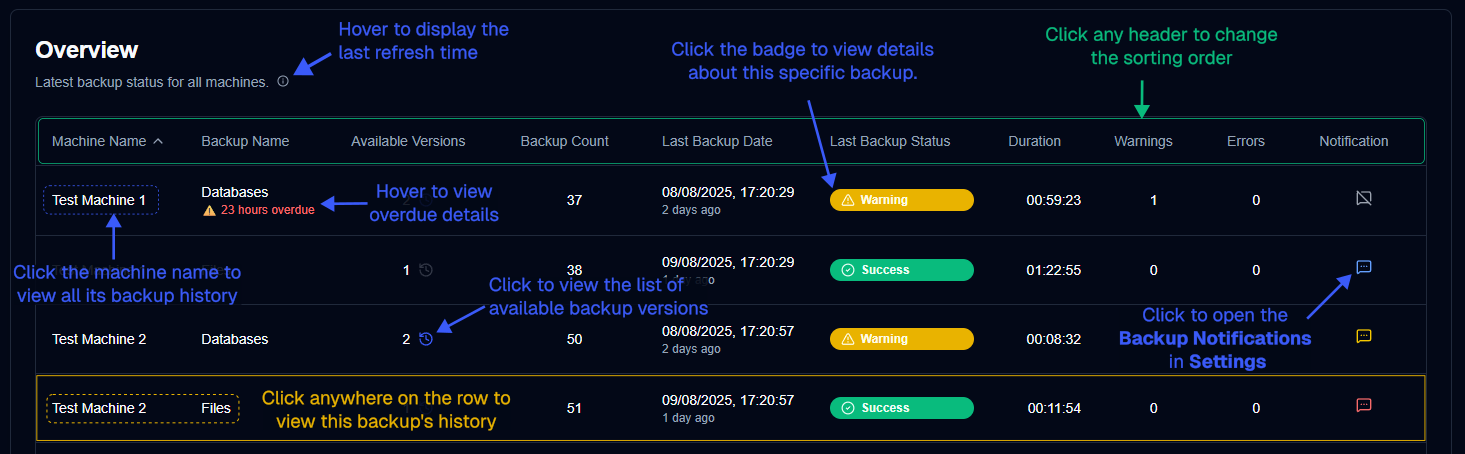 Hover to display the
last refresh time
Overview
Latest backup status for all machines.
Click the badge to view details
about this specific backup.
Click any header to change
the sorting order
Machine Name Backup Name Available Versions Backup Count Last Backup Date Last Backup Status Duration Warnings Errors Notification
Test Machine 1 Databases 37 08/08/2025, 17:20:29 Warning 00:59:23 1 0
23 hours overdue 2 days ago
Hover to view
overdue details
Click the machine name to
view all its backup history
1 38 09/08/2025, 17:20:29 Success 01:22:55 0 0
1 day ago
Click to view the list of
available backup versions
Click to open the
Backup Notifications
in Settings
Test Machine 2 Databases 2 50 08/08/2025, 17:20:57 Warning 00:08:32
2 days ago
Test Machine 2 Files 51 09/08/2025, 17:20:57 Success 00:11:54 0 0
1 day ago
Click anywhere on the row to
view this backup's history